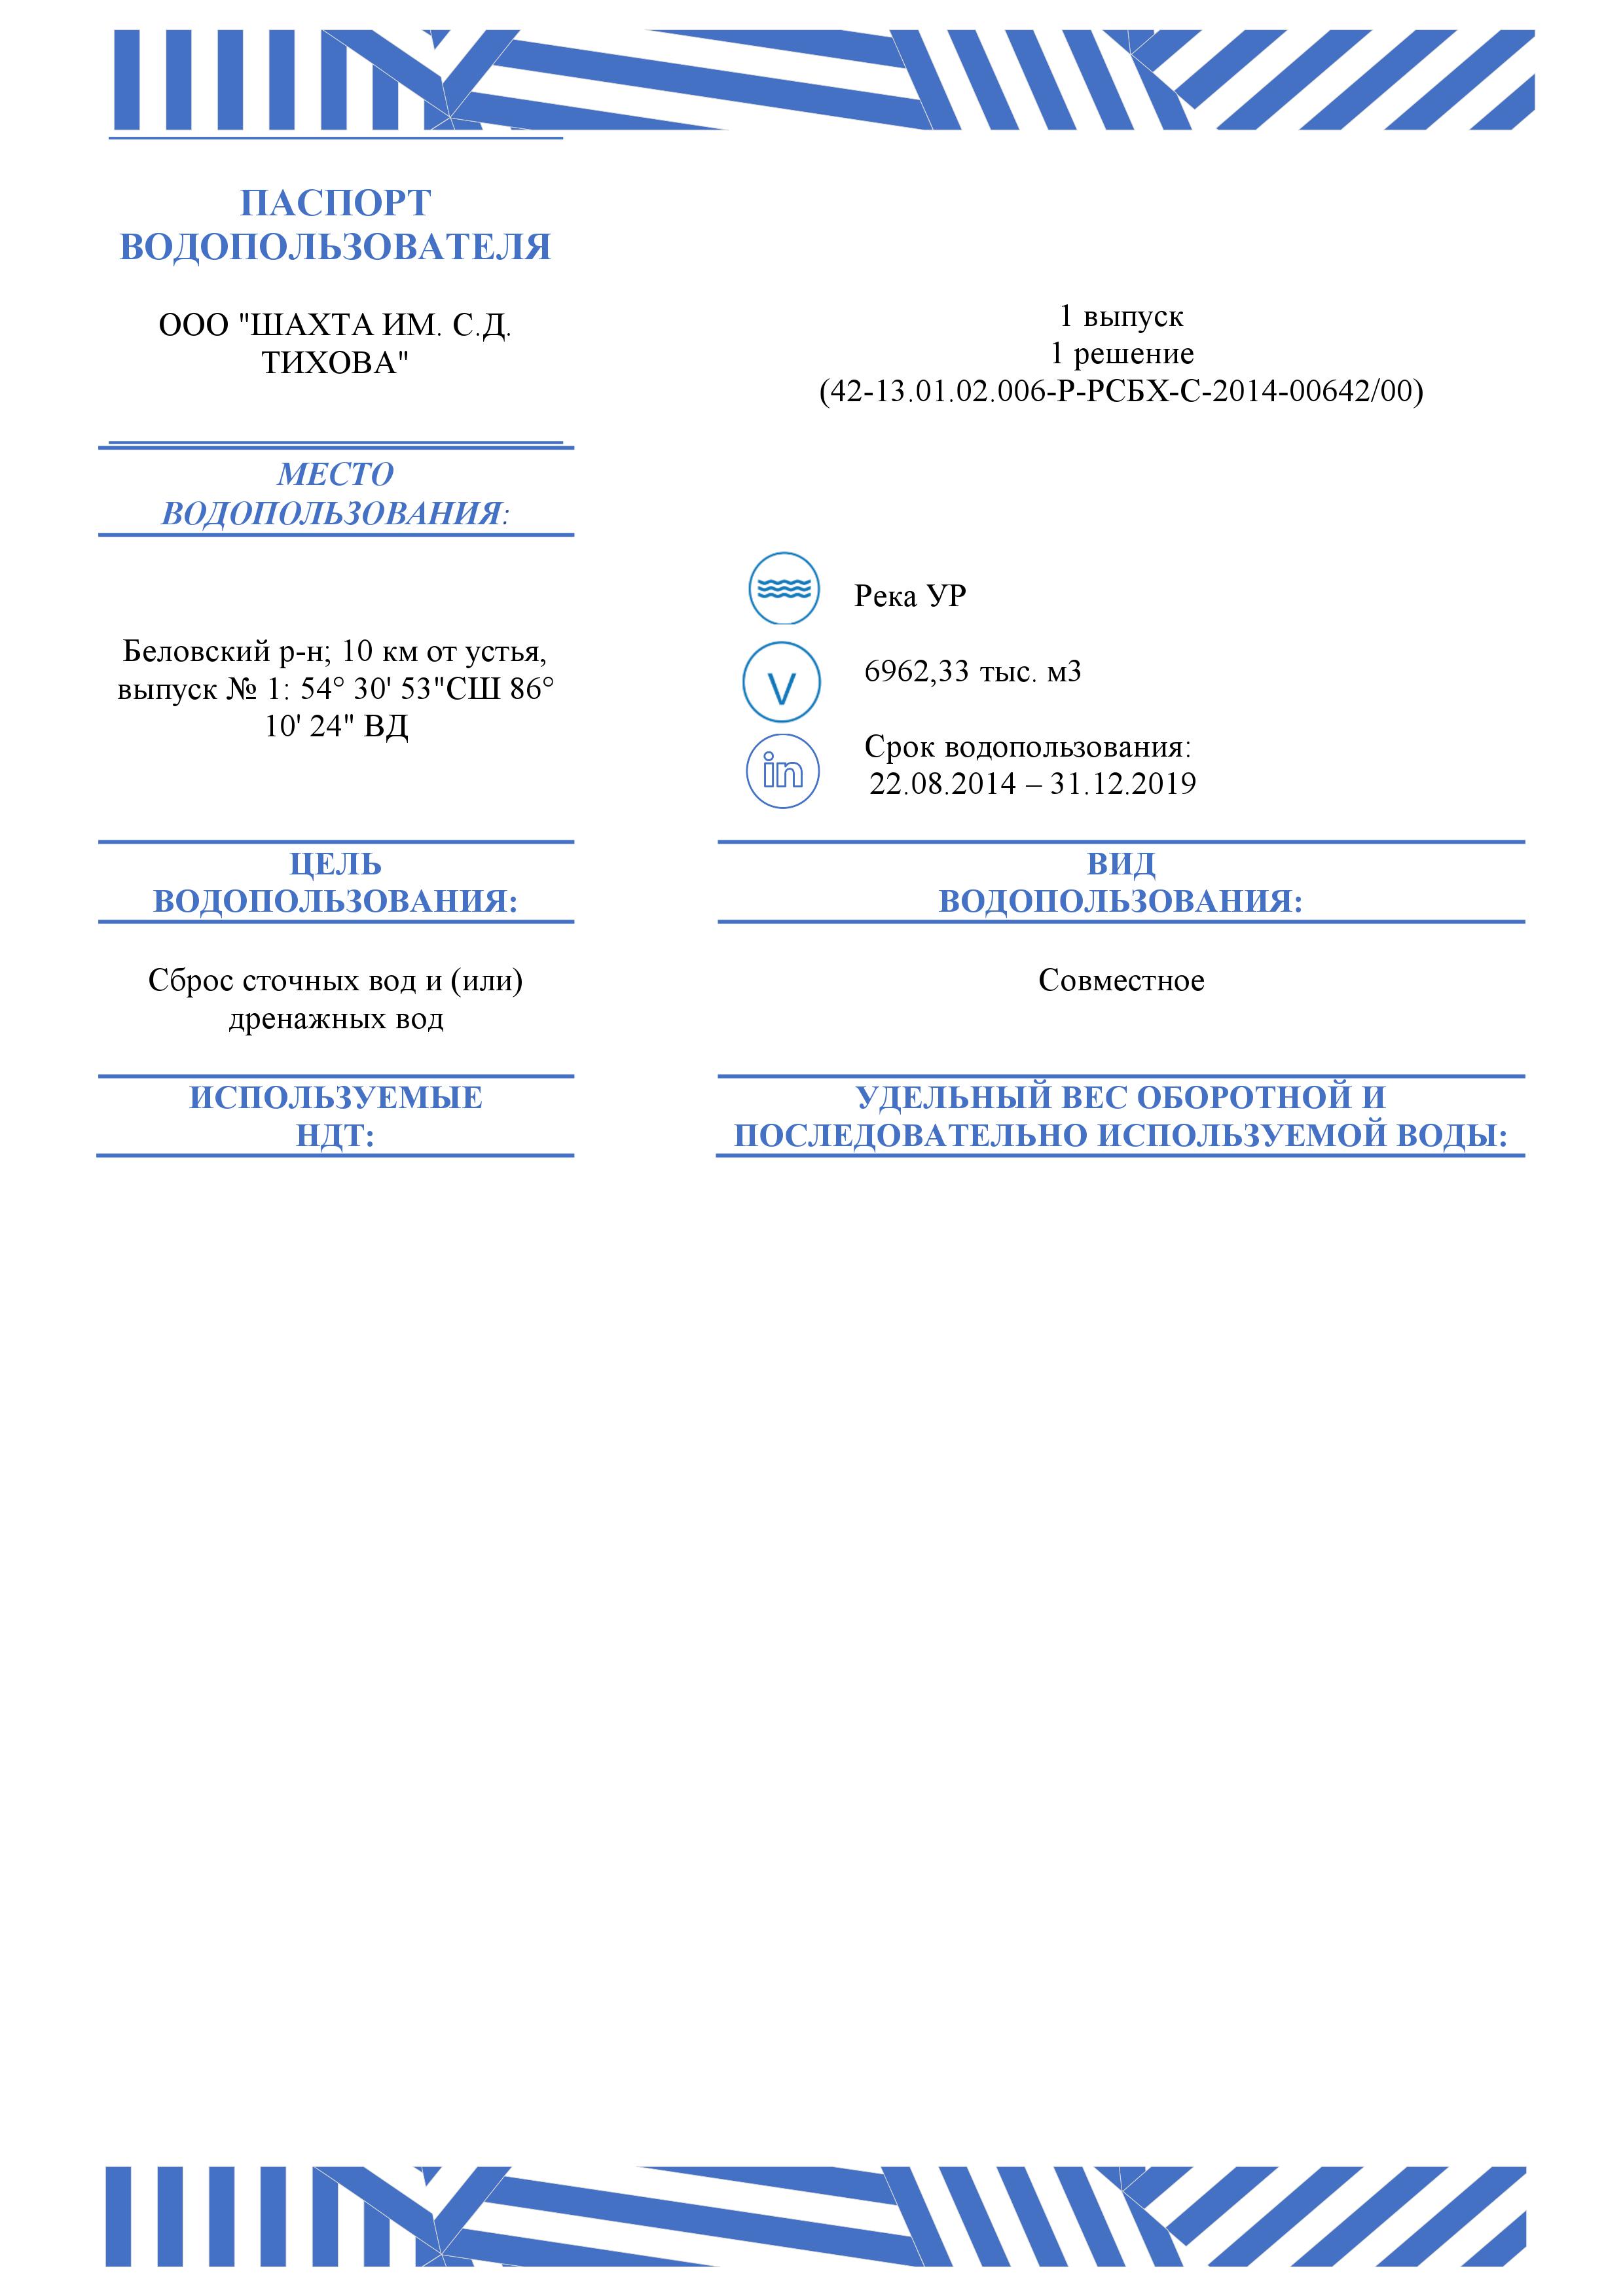 ПАСПОРТ
ВОДОПОЛЬЗОВАТЕЛЯ
ООО "ШАХТА ИМ. С.Д.
ТИХОВА"
1 выпуск
1 решение
(42-13.01.02.006-Р-РСБХ-С-2014-00642/00)
МЕСТО
ВОДОПОЛЬЗОВАНИЯ:
Беловский р-н; 10 км от устья,
выпуск № 1: 54° 30' 53"СШ 86°
10' 24" ВД
Река УР
V
6962,33 тыс. м3
in
Срок водопользования:
22.08.2014 – 31.12.2019
ЦЕЛЬ
ВОДОПОЛЬЗОВАНИЯ:
Сброс сточных вод и (или)
дренажных вод
ВИД
ВОДОПОЛЬЗОВАНИЯ:
Совместное
ИСПОЛЬЗУЕМЫЕ
НДТ:
УДЕЛЬНЫЙ ВЕС ОБОРОТНОЙ И
ПОСЛЕДОВАТЕЛЬНО ИСПОЛЬЗУЕМОЙ ВОДЫ: